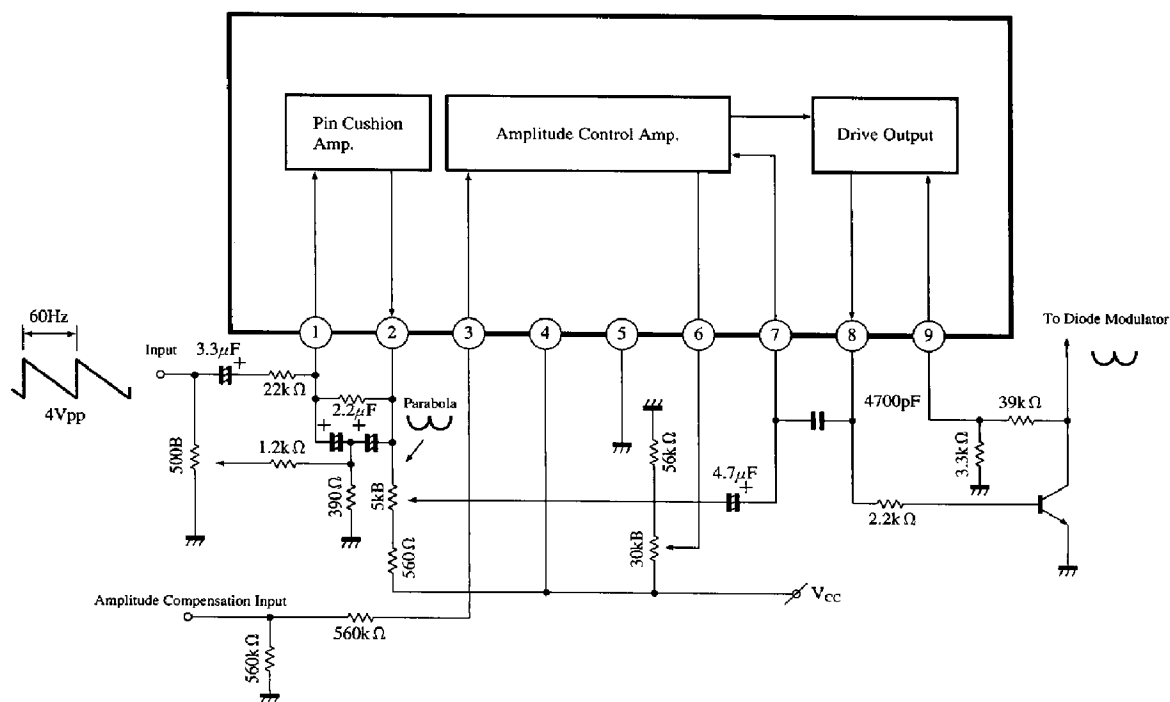 Pin Cushion
Amp.
Amplitude Control Amp.
Drive Output
1
2
3
4
5
6
7
8
9
60Hz
4Vpp
Input
3.3μF
+
22kΩ
2.2μF
+
+
Parabola
500B
1.2kΩ
390Ω
5kB
560Ω
56kΩ
30kB
4.7μF
+
4700pF
2.2kΩ
3.3kΩ
39kΩ
To Diode Modulator
VCC
Amplitude Compensation Input
560kΩ
560kΩ